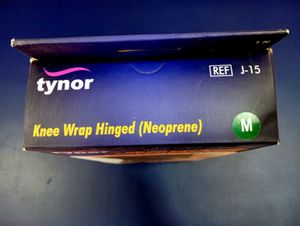 tynor
REF J-15
Knee Wrap Hinged (Neoprene)
M